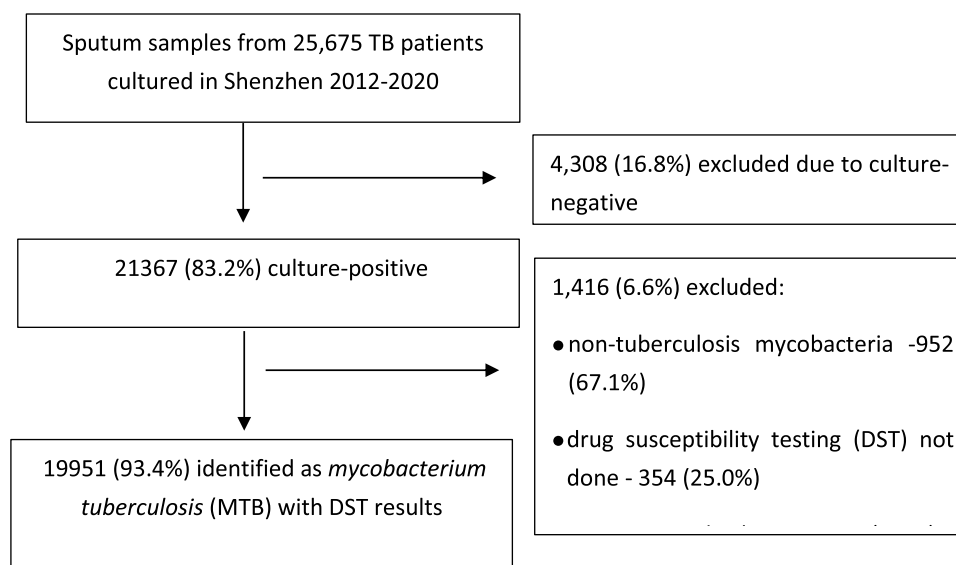 Sputum samples from 25,675 TB patients
cultured in Shenzhen 2012-2020
4,308 (16.8%) excluded due to culture-
negative
21367 (83.2%) culture-positive
1,416 (6.6%) excluded:
●non-tuberculosis mycobacteria -952
(67.1%)
●drug susceptibility testing (DST) not
done - 354 (25.0%)
19951 (93.4%) identified as mycobacterium
tuberculosis (MTB) with DST results